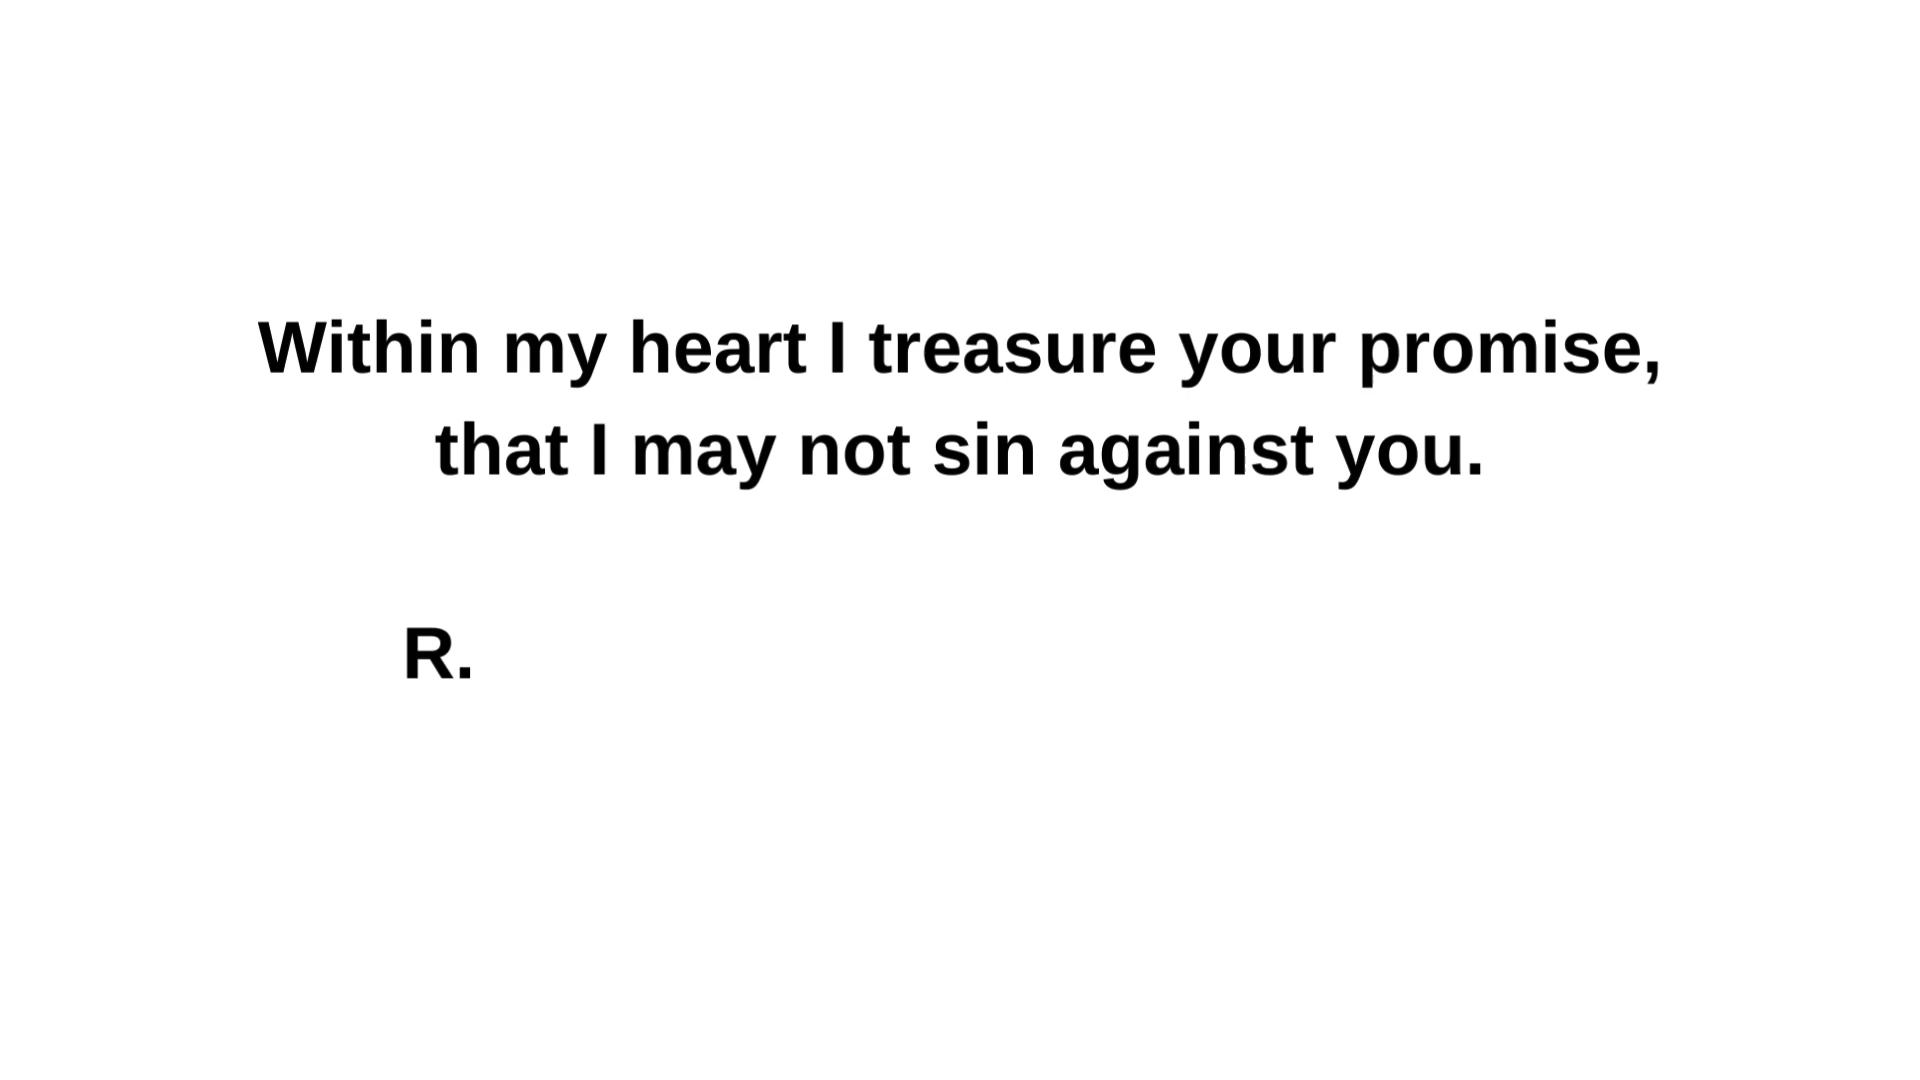 Within my heart I treasure your promise,
that I may not sin against you.
R.